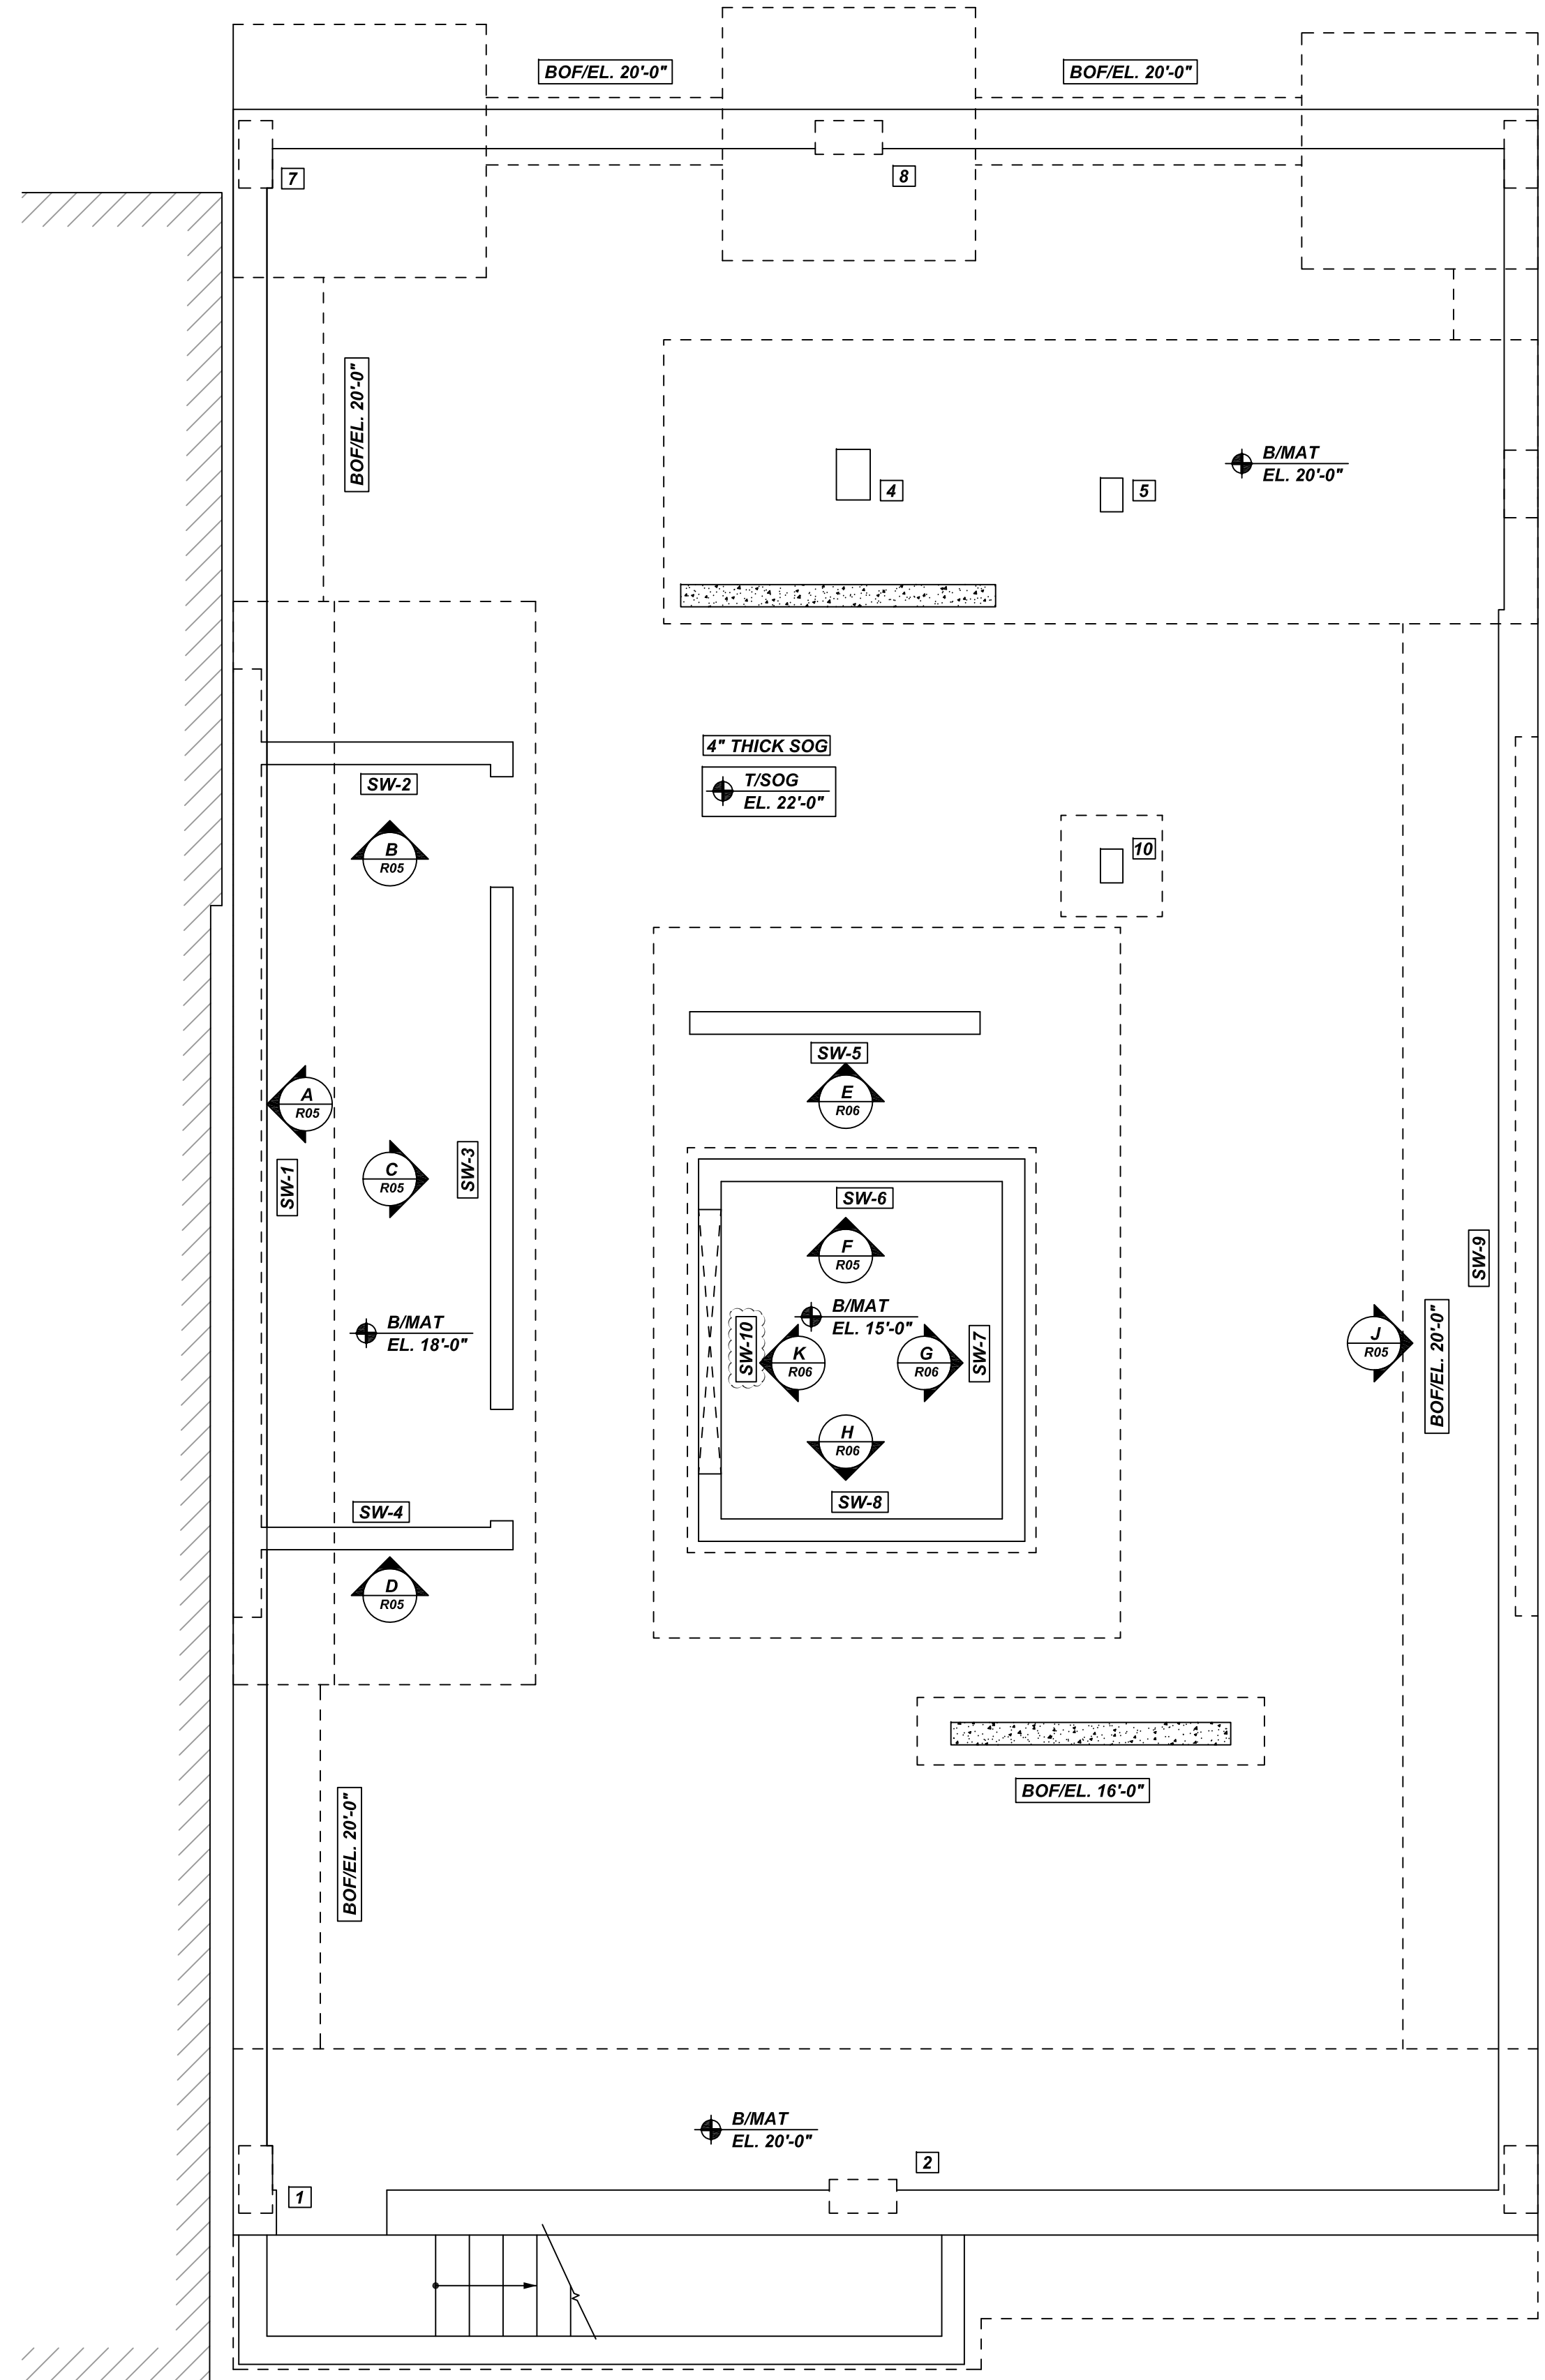 BOF/EL. 20'-0"
BOF/EL. 20'-0"
7
8
BOF/EL. 20'-0"
B/MAT
EL. 20'-0"
4
5
4" THICK SOG
T/SOG
EL. 22'-0"
SW-2
B
R05
10
SW-5
E
R06
A
R05
SW-1
C
R05
SW-3
SW-6
F
R05
B/MAT
EL. 15'-0"
SW-10
K
R06
G
R06
SW-7
H
R06
SW-8
B/MAT
EL. 18'-0"
SW-9
J
R05
BOF/EL. 20'-0"
SW-4
D
R05
BOF/EL. 16'-0"
BOF/EL. 20'-0"
B/MAT
EL. 20'-0"
2
1